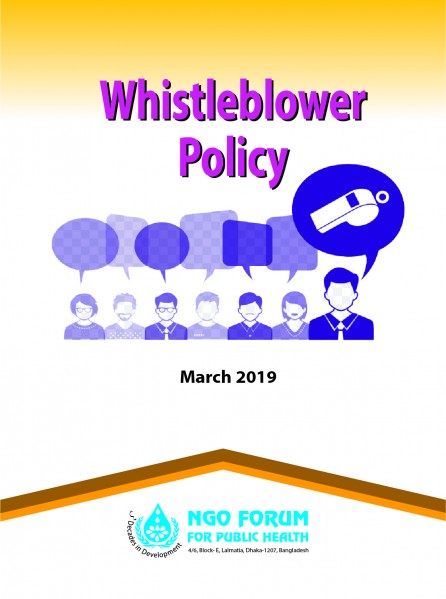 Whistleblower
Policy
March 2019
NGO FORUM
FOR PUBLIC HEALTH
4/6, Block- E, Lalmatia, Dhaka-1207, Bangladesh
Decades in Development